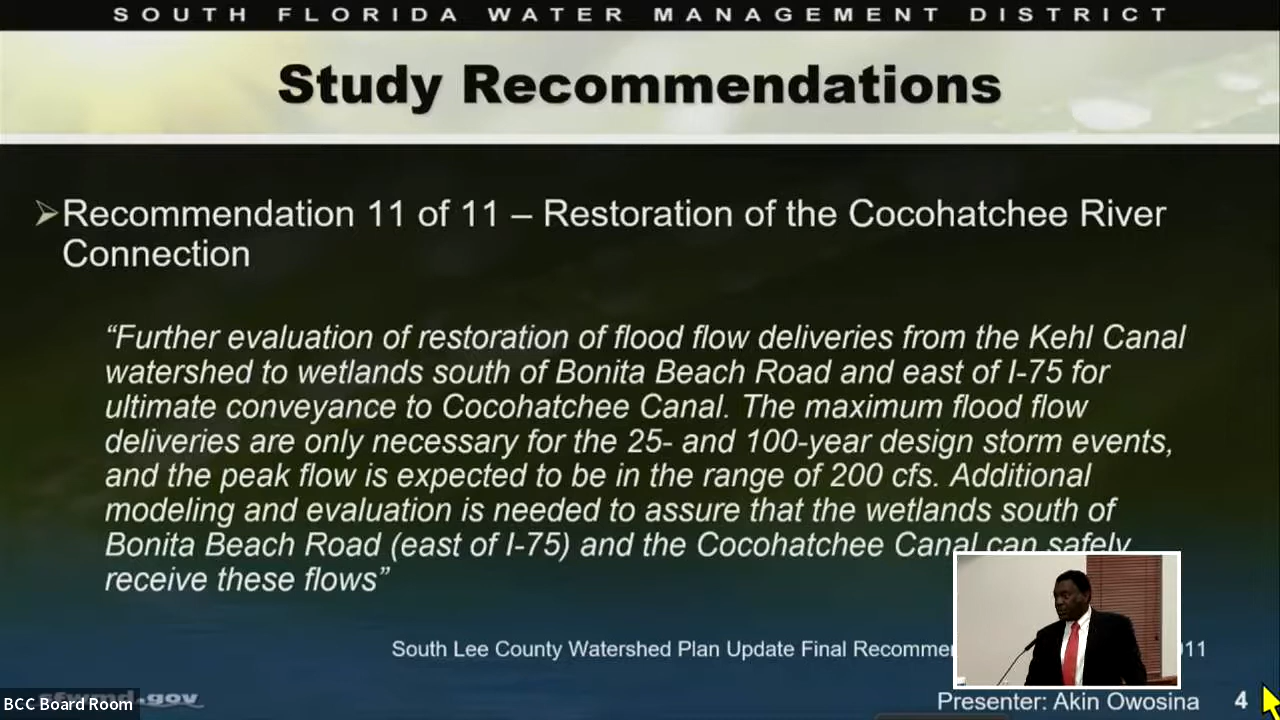 SOUTH FLORIDA WATER MANAGEMENT DISTRICT
Study Recommendations
Recommendation 11 of 11 – Restoration of the Cocohatchee River
Connection
“Further evaluation of restoration of flood flow deliveries from the Kehl Canal
watershed to wetlands south of Bonita Beach Road and east of I-75 for
ultimate conveyance to Cocohatchee Canal. The maximum flood flow
deliveries are only necessary for the 25- and 100-year design storm events,
and the peak flow is expected to be in the range of 200 cfs. Additional
modeling and evaluation is needed to assure that the wetlands south of
Bonita Beach Road (east of I-75) and the Cocohatchee Canal can safely
receive these flows”
South Lee County Watershed Plan Update Final
BCC Board Room
Presenter: Akin Owosina 4